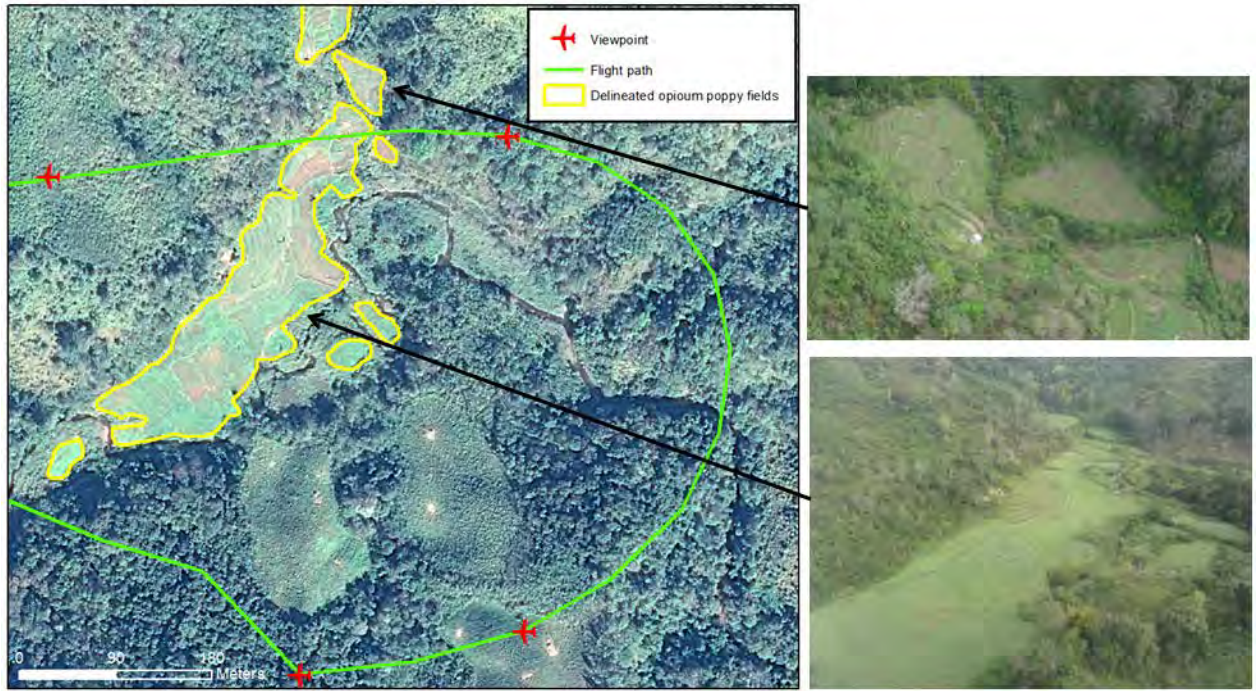 Viewpoint
Flight path
Delineated opioum poppy fields
0 90 180
Meters